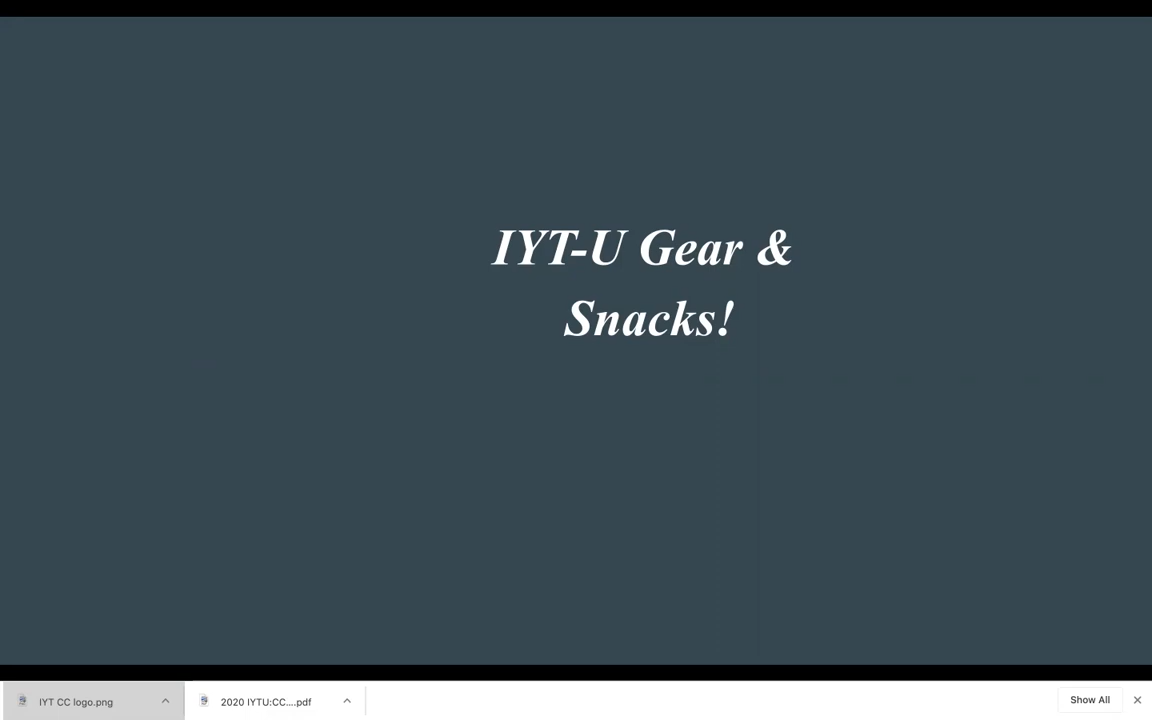 IYT-U Gear &
Snacks!
IYT CC logo.png
2020 IYTU:CC....pdf
Show All